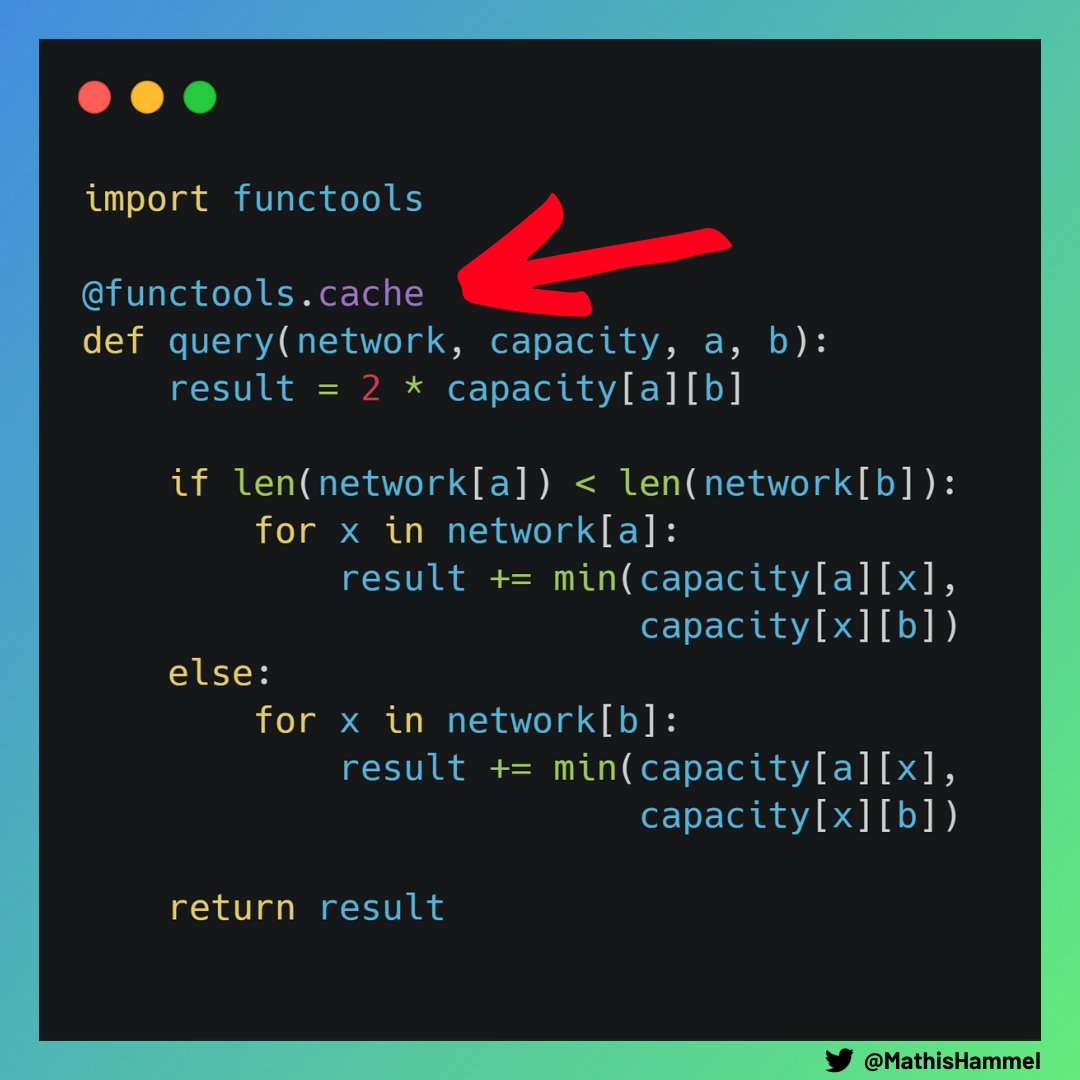 import functools
@functools.cache
def query(network, capacity, a, b):
    result = 2 * capacity[a][b]
    if len(network[a]) < len(network[b]):
        for x in network[a]:
            result += min(capacity[a][x],
                          capacity[x][b])
    else:
        for x in network[b]:
            result += min(capacity[a][x],
                          capacity[x][b])
    return result
@MathisHammel